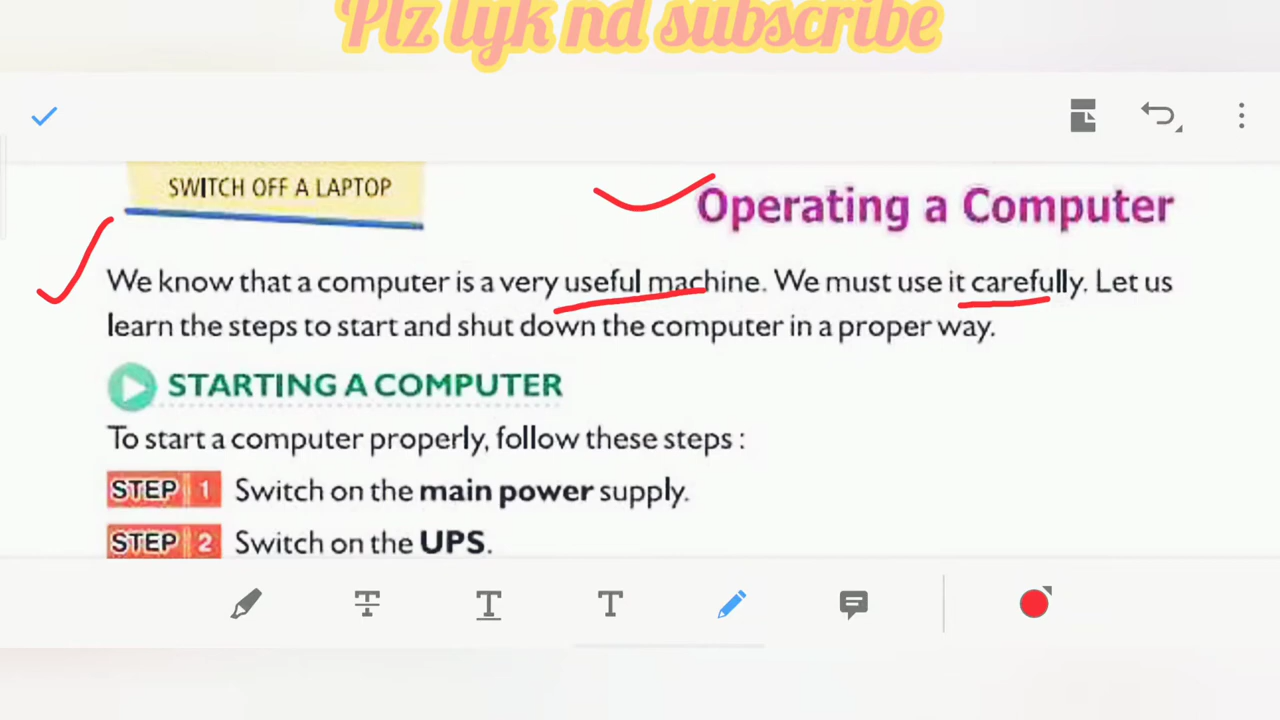 Plz lyk nd subscribe
SWITCH OFF A LAPTOP
Operating a Computer
We know that a computer is a very useful machine. We must use it carefully. Let us
learn the steps to start and shut down the computer in a proper way.
STARTING A COMPUTER
To start a computer properly, follow these steps :
STEP 1 Switch on the main power supply.
STEP 2 Switch on the UPS.